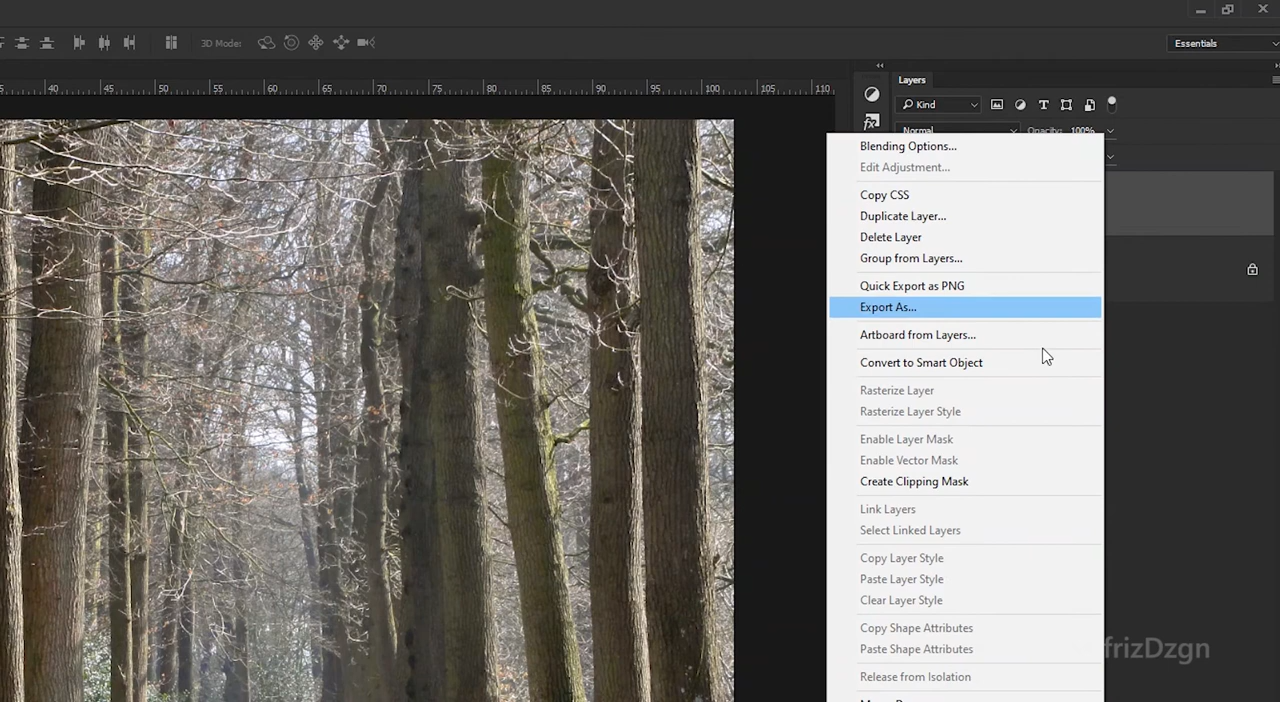 3D Mode:
Essentials
40 45 50 55 60 65 70 75 80 85 90 95 100 105 110
Layers
Kind
Normal
Opacity: 100%
Blending Options...
Edit Adjustment...
Copy CSS
Duplicate Layer...
Delete Layer
Group from Layers...
Quick Export as PNG
Export As...
Artboard from Layers...
Convert to Smart Object
Rasterize Layer
Rasterize Layer Style
Enable Layer Mask
Enable Vector Mask
Create Clipping Mask
Link Layers
Select Linked Layers
Copy Layer Style
Paste Layer Style
Clear Layer Style
Copy Shape Attributes
Paste Shape Attributes
frizDzgn
Release from Isolation